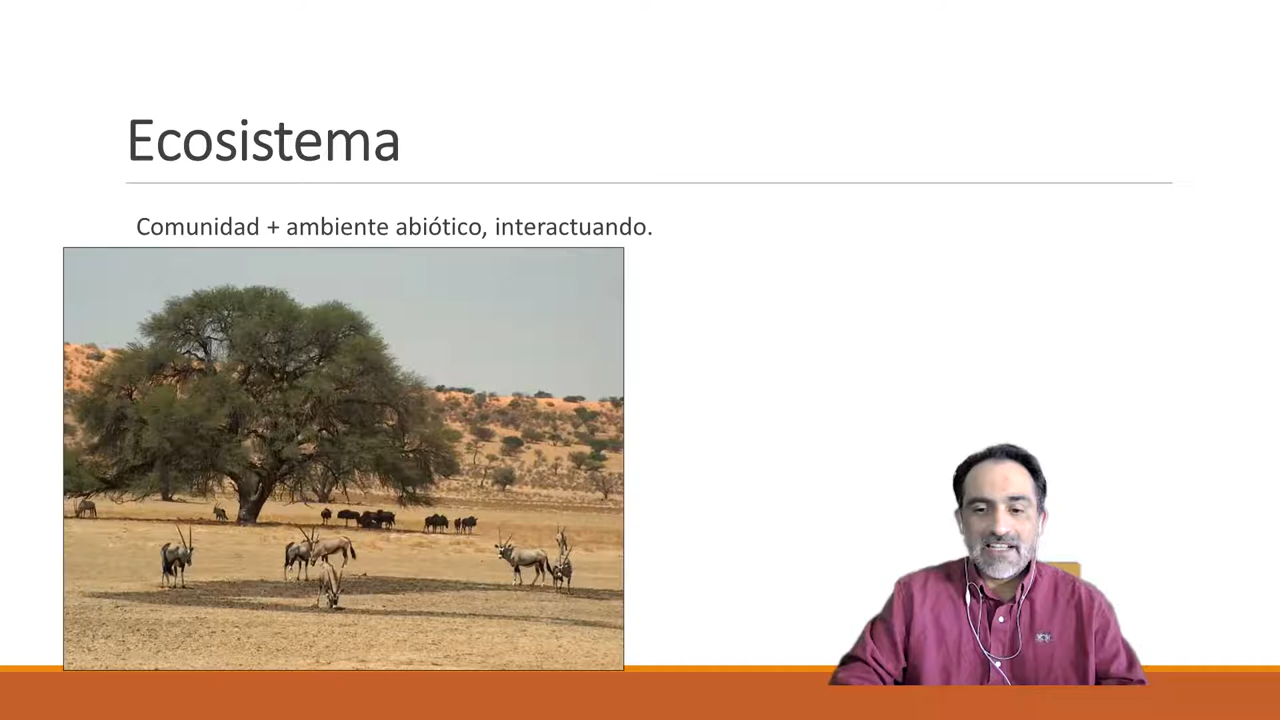 Ecosistema
Comunidad + ambiente abiótico, interactuando.